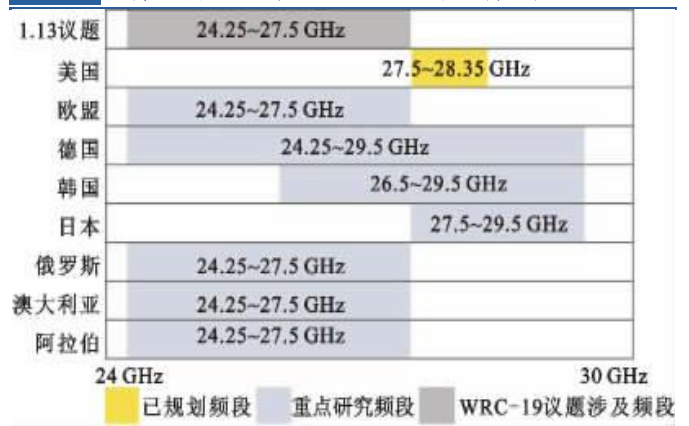 1.13议题 24.25~27.5 GHz
美国 27.5~28.35 GHz
欧盟 24.25~27.5 GHz
德国 24.25~29.5 GHz
韩国 26.5~29.5 GHz
日本 27.5~29.5 GHz
俄罗斯 24.25~27.5 GHz
澳大利亚 24.25~27.5 GHz
阿拉伯 24.25~27.5 GHz
24 GHz 30 GHz
已规划频段 重点研究频段 WRC-19议题涉及频段